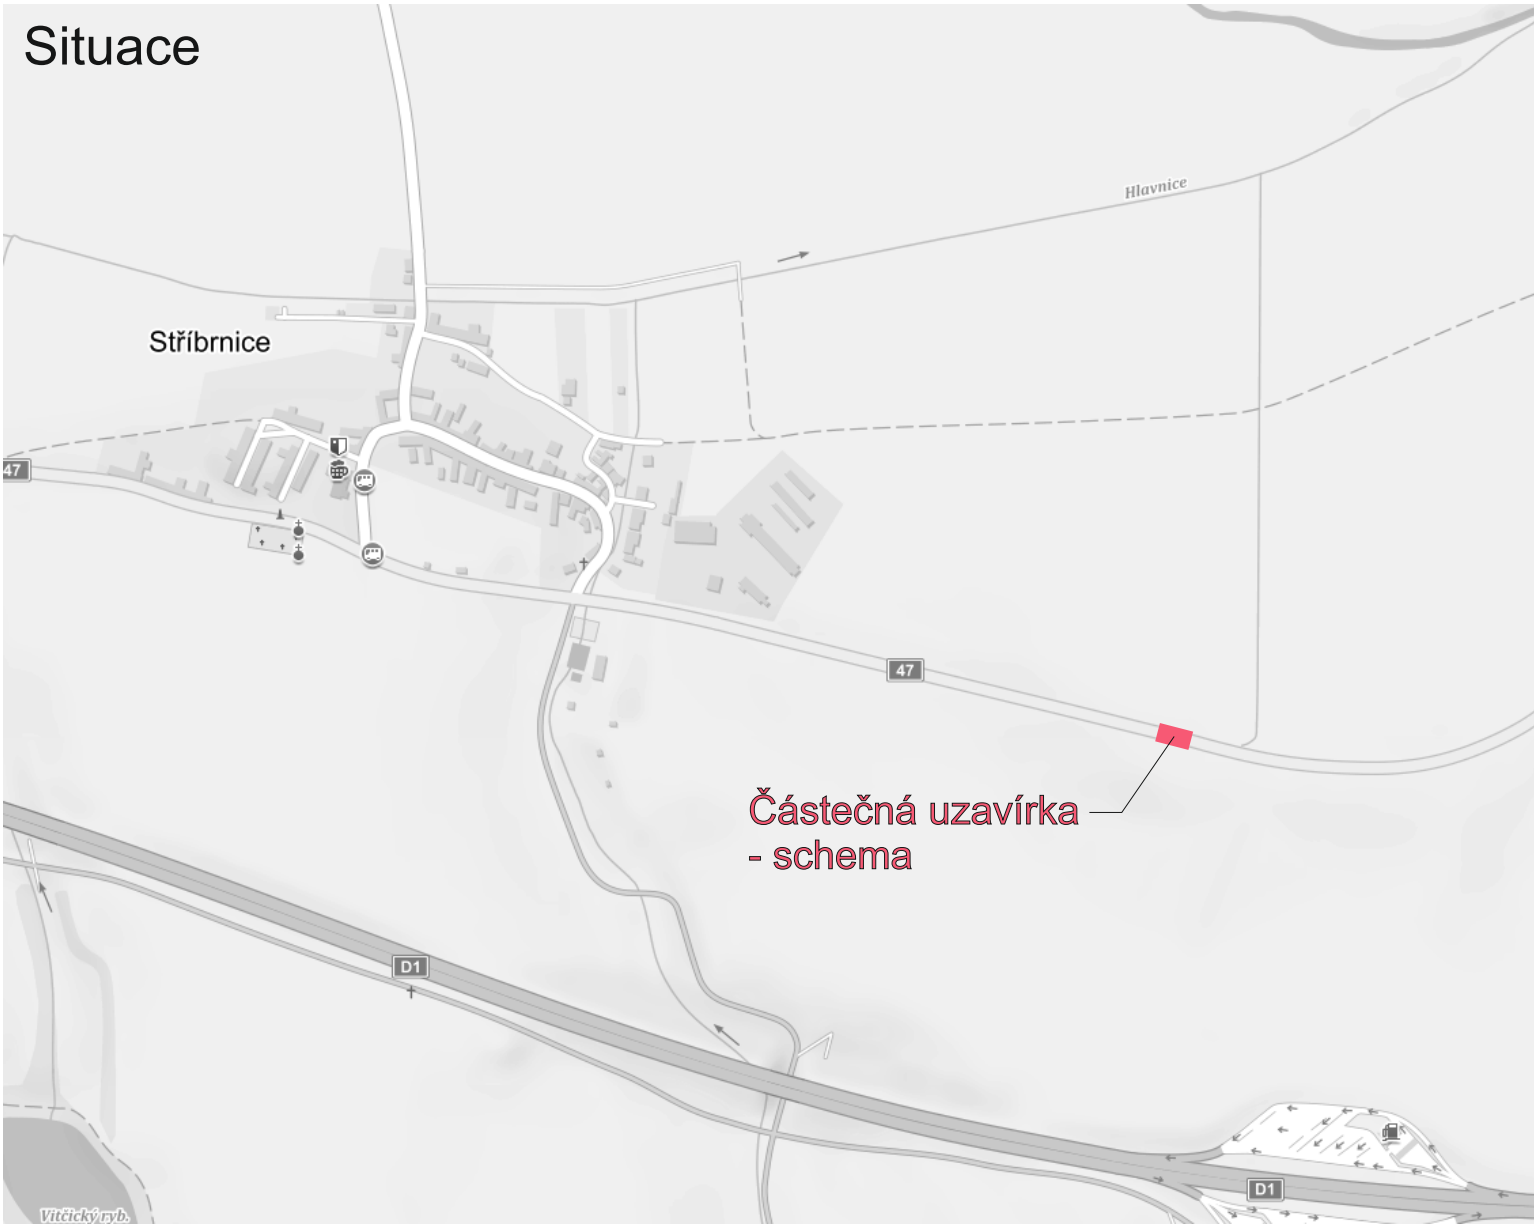 Situace
Hlavnice
Stříbrnice
47
47
Částečná uzavírka
- schema
D1
D1
Vitčický ryb.